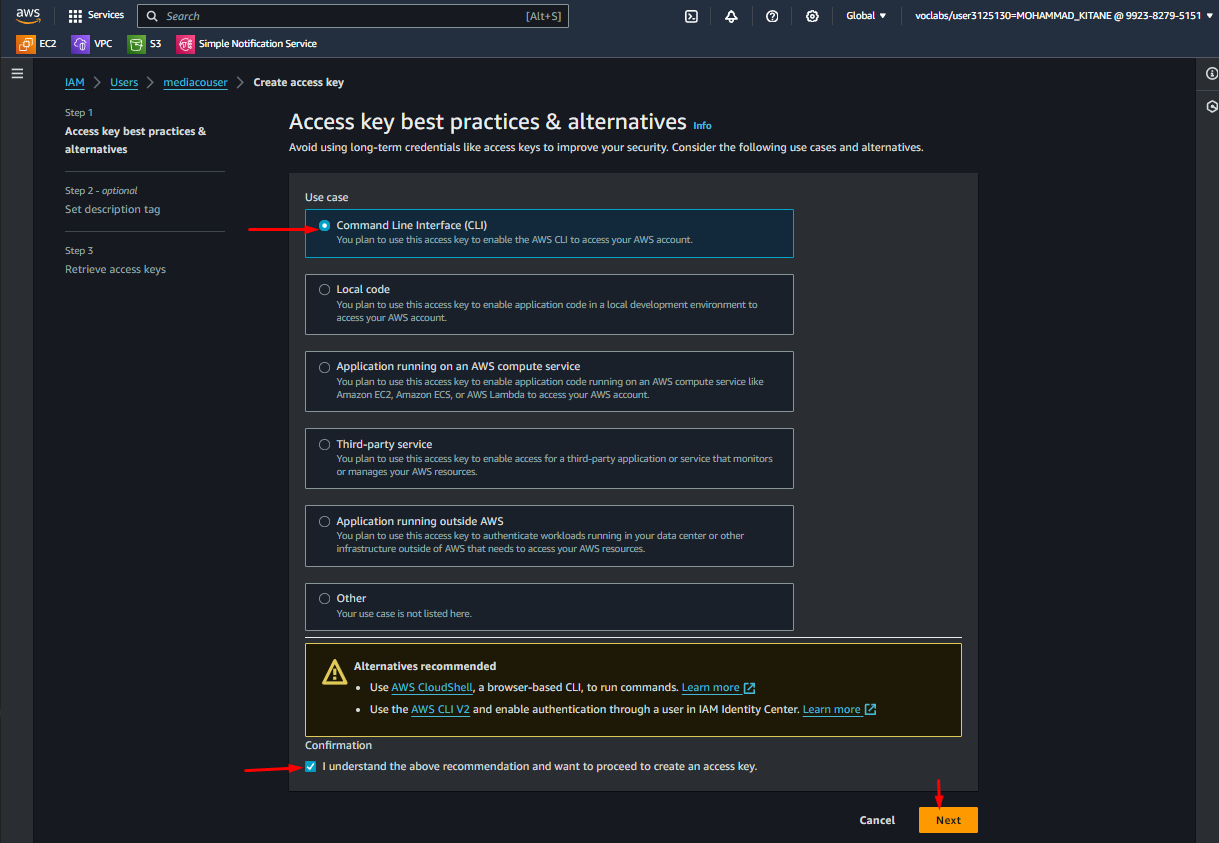 aws
Services
Search
[Alt+S]
Global
voclabs/user3125130=MOHAMMAD_KITANE @ 9923-8279-5151
EC2
VPC
S3
Simple Notification Service
IAM
Users
mediacouser
Create access key
Step 1
Access key best practices &
alternatives
Step 2 - optional
Set description tag
Step 3
Retrieve access keys
Access key best practices & alternatives Info
Avoid using long-term credentials like access keys to improve your security. Consider the following use cases and alternatives.
Use case
Command Line Interface (CLI)
You plan to use this access key to enable the AWS CLI to access your AWS account.
Local code
You plan to use this access key to enable application code in a local development environment to
access your AWS account.
Application running on an AWS compute service
You plan to use this access key to enable application code running on an AWS compute service like
Amazon EC2, Amazon ECS, or AWS Lambda to access your AWS account.
Third-party service
You plan to use this access key to enable access for a third-party application or service that monitors
or manages your AWS resources.
Application running outside AWS
You plan to use this access key to authenticate workloads running in your data center or other
infrastructure outside of AWS that needs to access your AWS resources.
Other
Your use case is not listed here.
Alternatives recommended
• Use AWS CloudShell, a browser-based CLI, to run commands. Learn more
• Use the AWS CLI V2 and enable authentication through a user in IAM Identity Center. Learn more
Confirmation
I understand the above recommendation and want to proceed to create an access key.
Cancel
Next